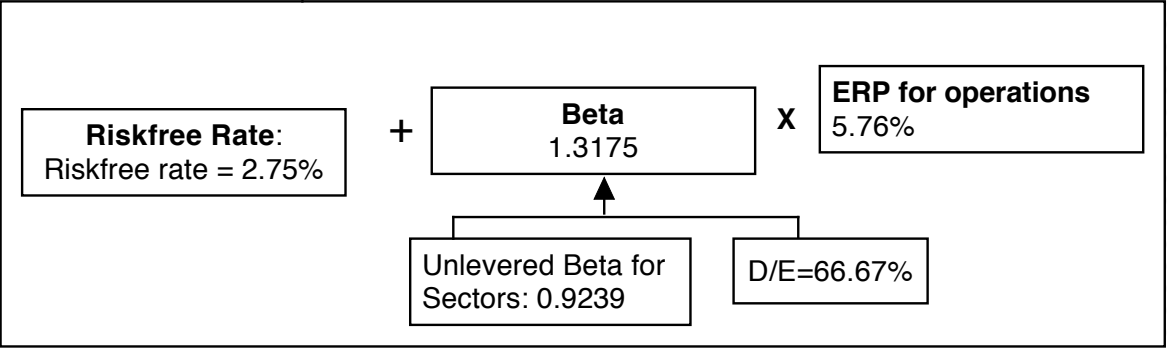 Riskfree Rate:
Riskfree rate = 2.75%
+
Beta
1.3175
X
ERP for operations
5.76%
Unlevered Beta for
Sectors: 0.9239
D/E=66.67%